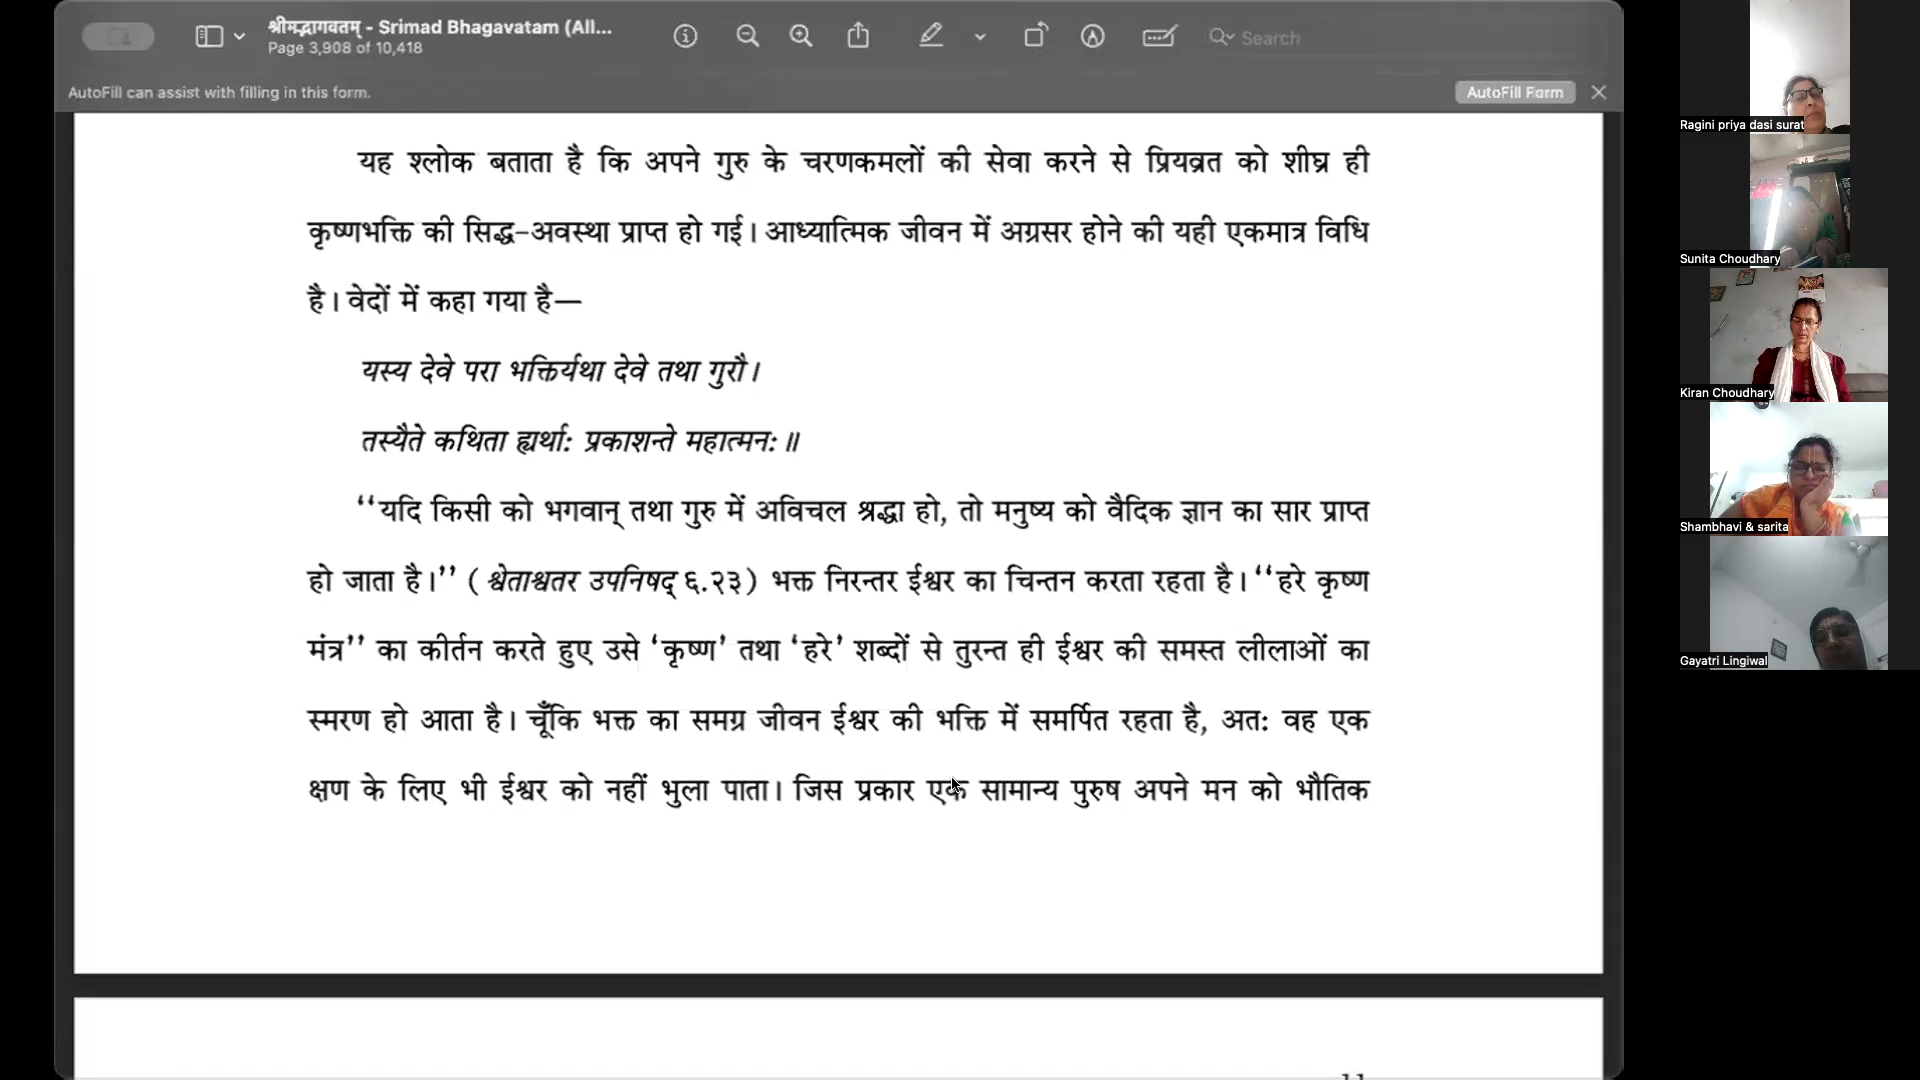 श्रीमद्भागवतम् - Srimad Bhagavatam (All...
Page 3,908 of 10,418
Search
AutoFill can assist with filling in this form.
AutoFill Form
यह श्लोक बताता है कि अपने गुरु के चरणकमलों की सेवा करने से प्रियव्रत को शीघ्र ही
कृष्णभक्ति की सिद्ध-अवस्था प्राप्त हो गई। आध्यात्मिक जीवन में अग्रसर होने की यही एकमात्र विधि
है। वेदों में कहा गया है—
यस्य देवे परा भक्तिर्यथा देवे तथा गुरौ।
तस्यैते कथिता ह्यर्थाः प्रकाशन्ते महात्मनः॥
‘‘यदि किसी को भगवान् तथा गुरु में अविचल श्रद्धा हो, तो मनुष्य को वैदिक ज्ञान का सार प्राप्त
हो जाता है।’’ (श्वेताश्वतर उपनिषद् ६.२३) भक्त निरन्तर ईश्वर का चिन्तन करता रहता है। ‘‘हरे कृष्ण
मंत्र’’ का कीर्तन करते हुए उसे ‘कृष्ण’ तथा ‘हरे’ शब्दों से तुरन्त ही ईश्वर की समस्त लीलाओं का
स्मरण हो आता है। चूँकि भक्त का समग्र जीवन ईश्वर की भक्ति में समर्पित रहता है, अतः वह एक
क्षण के लिए भी ईश्वर को नहीं भुला पाता। जिस प्रकार एक सामान्य पुरुष अपने मन को भौतिक
Ragini priya dasi surat
Sunita Choudhary
Kiran Choudhary
Shambhavi & sarita
Gayatri Lingiwal